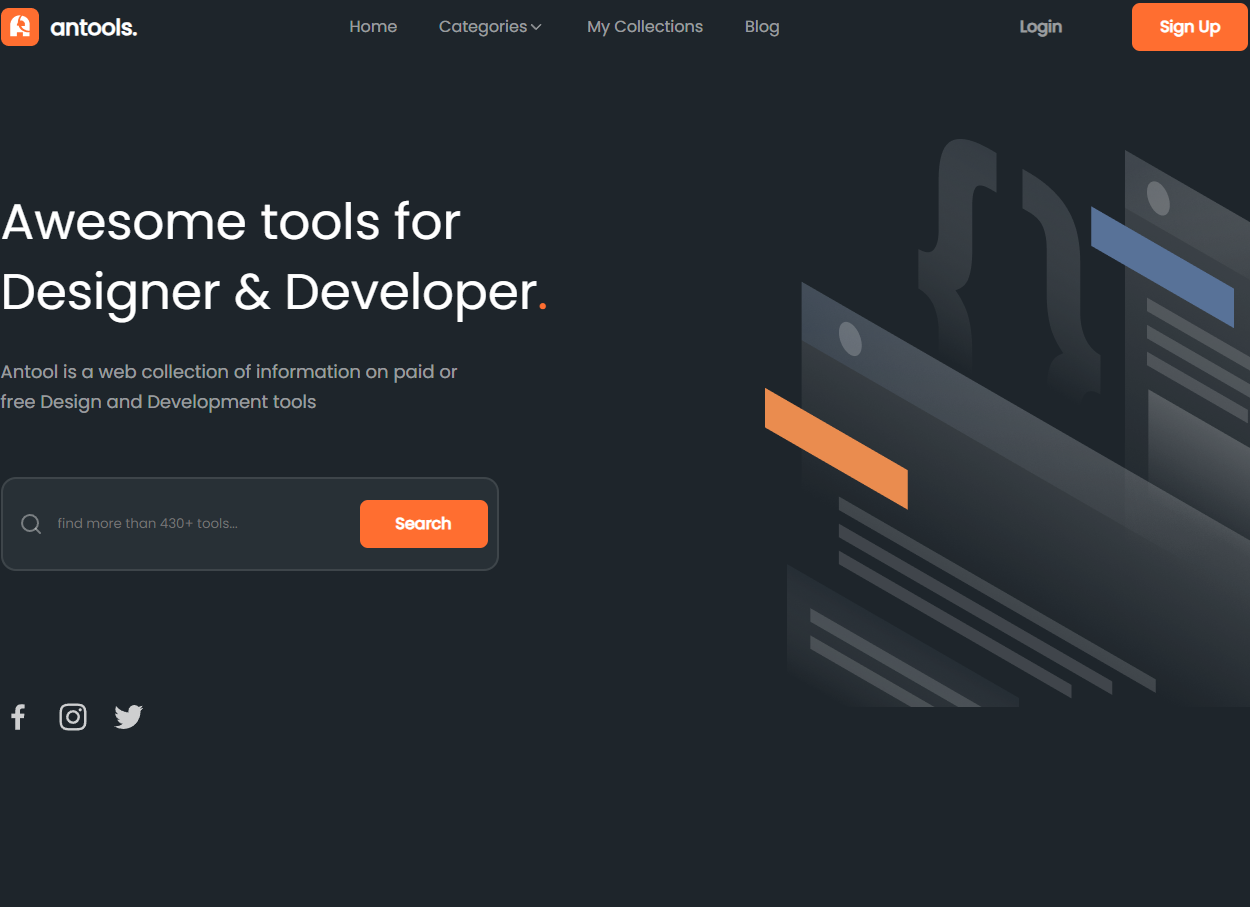 antools.
Home
Categories
My Collections
Blog
Login
Sign Up
Awesome tools for
Designer & Developer.
Antool is a web collection of information on paid or
free Design and Development tools
find more than 430+ tools...
Search